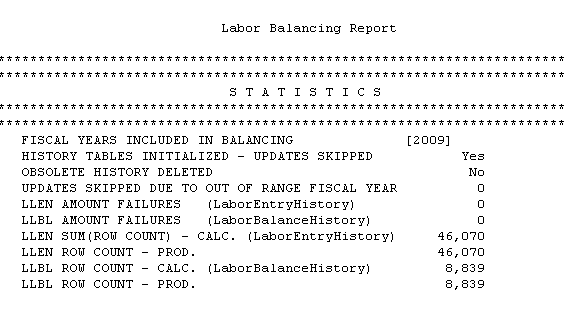 Labor Balancing Report
*************************************************************************
*************************************************************************
S T A T I S T I C S
*************************************************************************
*************************************************************************
FISCAL YEARS INCLUDED IN BALANCING [2009]
HISTORY TABLES INITIALIZED - UPDATES SKIPPED Yes
OBSOLETE HISTORY DELETED No
UPDATES SKIPPED DUE TO OUT OF RANGE FISCAL YEAR 0
LLEN AMOUNT FAILURES (LaborEntryHistory) 0
LLBL AMOUNT FAILURES (LaborBalanceHistory) 0
LLEN SUM(ROW COUNT) - CALC. (LaborEntryHistory) 46,070
LLEN ROW COUNT - PROD. 46,070
LLBL ROW COUNT - CALC. (LaborBalanceHistory) 8,839
LLBL ROW COUNT - PROD. 8,839